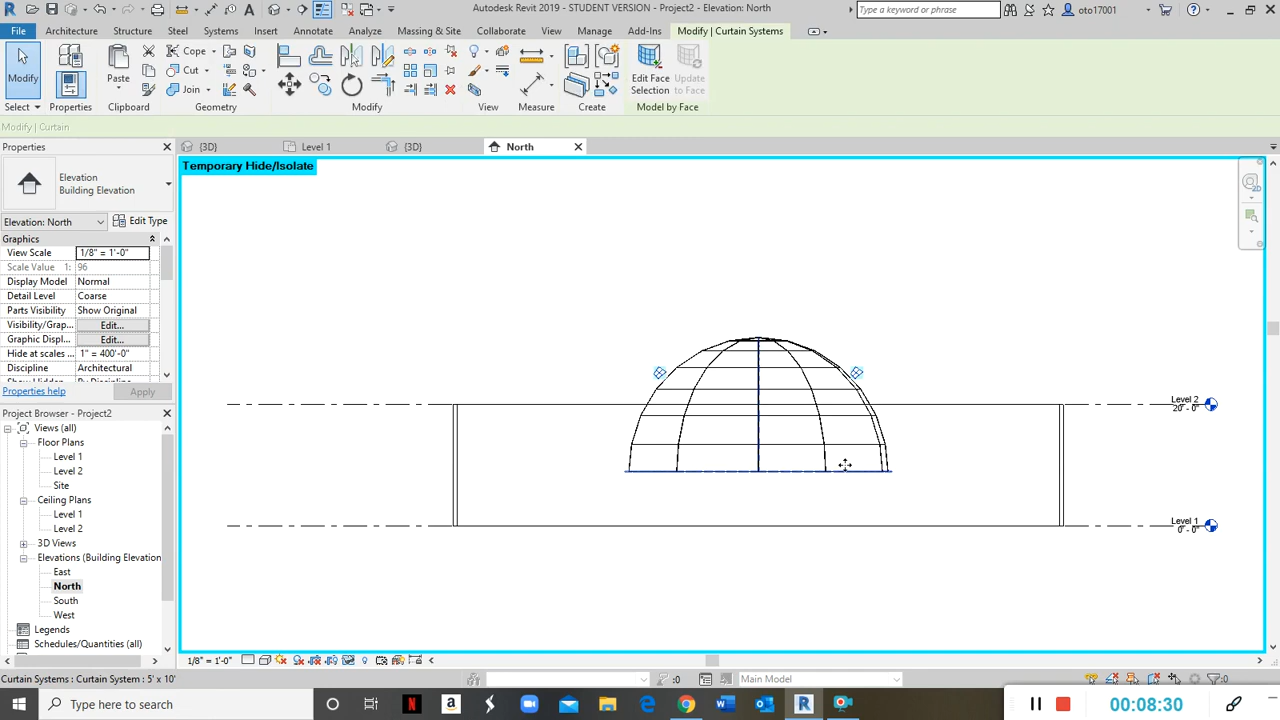 Autodesk Revit 2019 - STUDENT VERSION - Project2 - Elevation: North
Type a keyword or phrase
oto17001
File Architecture Structure Steel Systems Insert Annotate Analyze Massing & Site Collaborate View Manage Add-Ins Modify | Curtain Systems
Modify
Paste
Cope
Cut
Join
Edit Face Selection
Update to Face
Select Properties Clipboard Geometry Modify View Measure Create Model by Face
Modify | Curtain
Properties
{3D}
Level 1
{3D}
North
Temporary Hide/Isolate
Elevation
Building Elevation
Elevation: North
Edit Type
Graphics
View Scale 1/8" = 1'-0"
Scale Value 1: 96
Display Model Normal
Detail Level Coarse
Parts Visibility Show Original
Visibility/Grap... Edit...
Graphic Displ... Edit...
Hide at scales ... 1" = 400'-0"
Discipline Architectural
Properties help
Apply
Project Browser - Project2
Views (all)
Floor Plans
Level 1
Level 2
Site
Ceiling Plans
Level 1
Level 2
3D Views
Elevations (Building Elevation
East
North
South
West
Legends
Schedules/Quantities (all)
Level 2
20' - 0"
Level 1
0' - 0"
1/8" = 1'-0"
Curtain Systems : Curtain System : 5' x 10'
:0
Main Model
:0
Type here to search
00:08:30